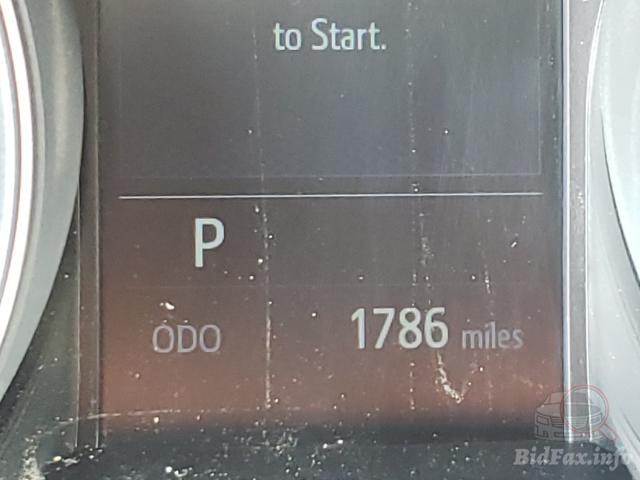 to Start.
P
ODO 1786 miles
BidFax.info